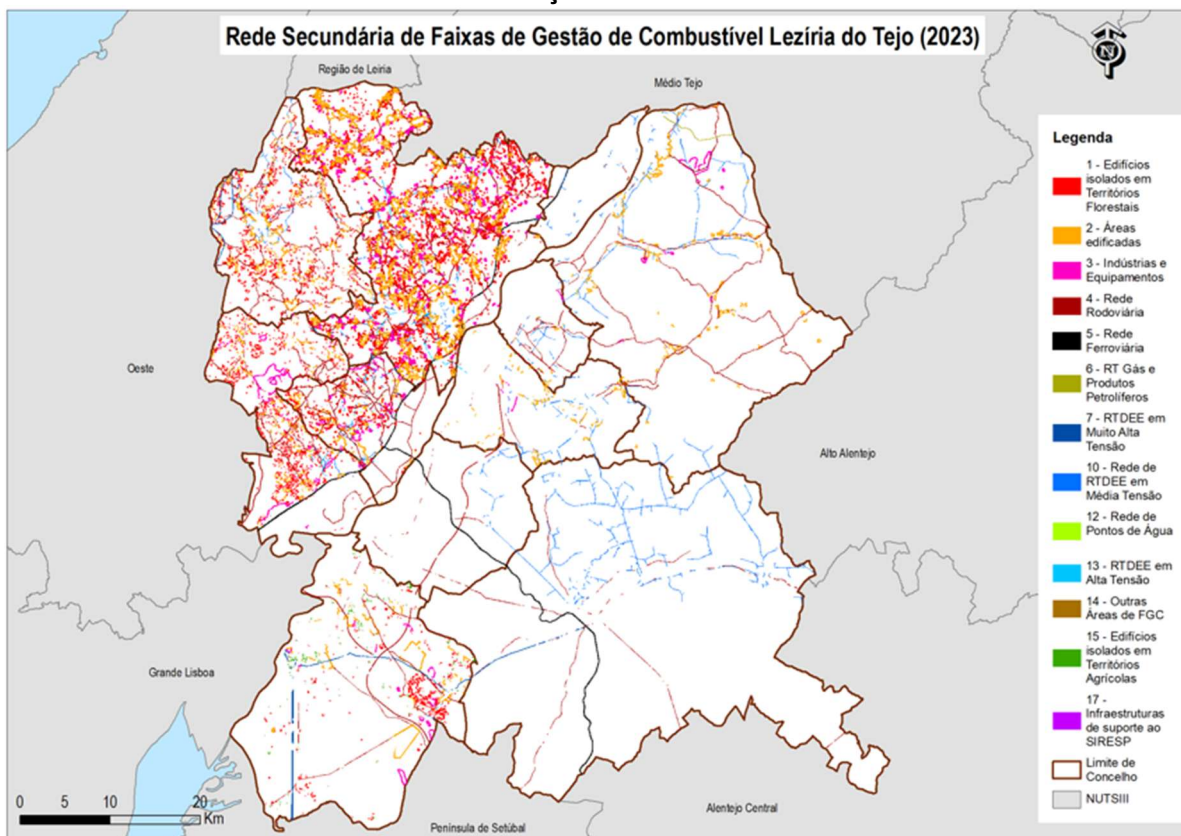 Rede Secundária de Faixas de Gestão de Combustível Lezíria do Tejo (2023)
N
Região de Leiria
Médio Tejo
Oeste
Alto Alentejo
Grande Lisboa
Alentejo Central
Península de Setúbal
0 5 10 20
Km
Legenda
1 - Edifícios
isolados em
Territórios
Florestais
2 - Áreas
edificadas
3 - Indústrias e
Equipamentos
4 - Rede
Rodoviária
5 - Rede
Ferroviária
6 - RT Gás e
Produtos
Petrolíferos
7 - RTDEE em
Muito Alta
Tensão
10 - Rede de
RTDEE em
Média Tensão
12 - Rede de
Pontos de Água
13 - RTDEE em
Alta Tensão
14 - Outras
Áreas de FGC
15 - Edifícios
isolados em
Territórios
Agrícolas
17 -
Infraestruturas
de suporte ao
SIRESP
Limite de
Concelho
NUTSIII